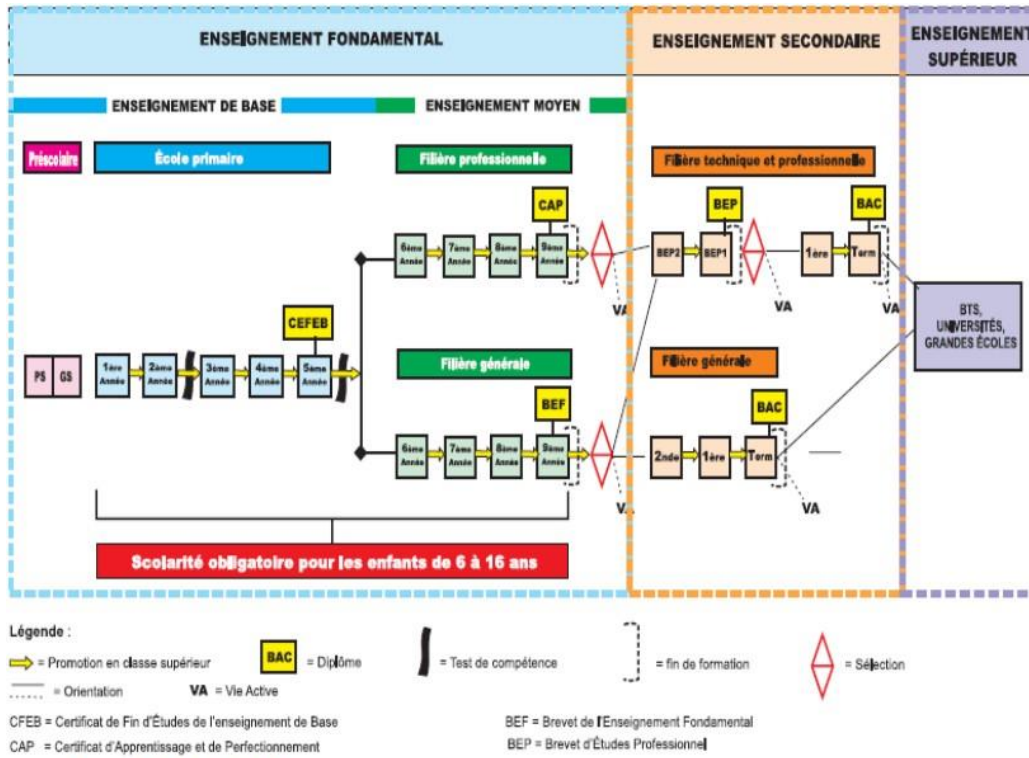 ENSEIGNEMENT FONDAMENTAL
ENSEIGNEMENT SECONDAIRE
ENSEIGNEMENT
SUPÉRIEUR
ENSEIGNEMENT DE BASE
ENSEIGNEMENT MOYEN
Préscolaire
École primaire
Filière professionnelle
Filière technique et professionnelle
CAP
BEP
BAC
6ème
Année
7ème
Année
8ème
Année
9ème
Année
BEP2
BEP1
1ère
Term
VA
VA
VA
CEFEB
BTS,
UNIVERSITÉS,
GRANDES ÉCOLES
PS
GS
1ère
Année
2ème
Année
3ème
Année
4ème
Année
5ème
Année
Filière générale
Filière générale
BEF
BAC
6ème
Année
7ème
Année
8ème
Année
9ème
Année
2nde
1ère
Term
VA
VA
Scolarité obligatoire pour les enfants de 6 à 16 ans
Légende :
= Promotion en classe supérieur
BAC = Diplôme
= Test de compétence
= fin de formation
= Sélection
= Orientation
VA = Vie Active
CFEB = Certificat de Fin d'Études de l'enseignement de Base
BEF = Brevet de l'Enseignement Fondamental
CAP = Certificat d'Apprentissage et de Perfectionnement
BEP = Brevet d'Études Professionnel